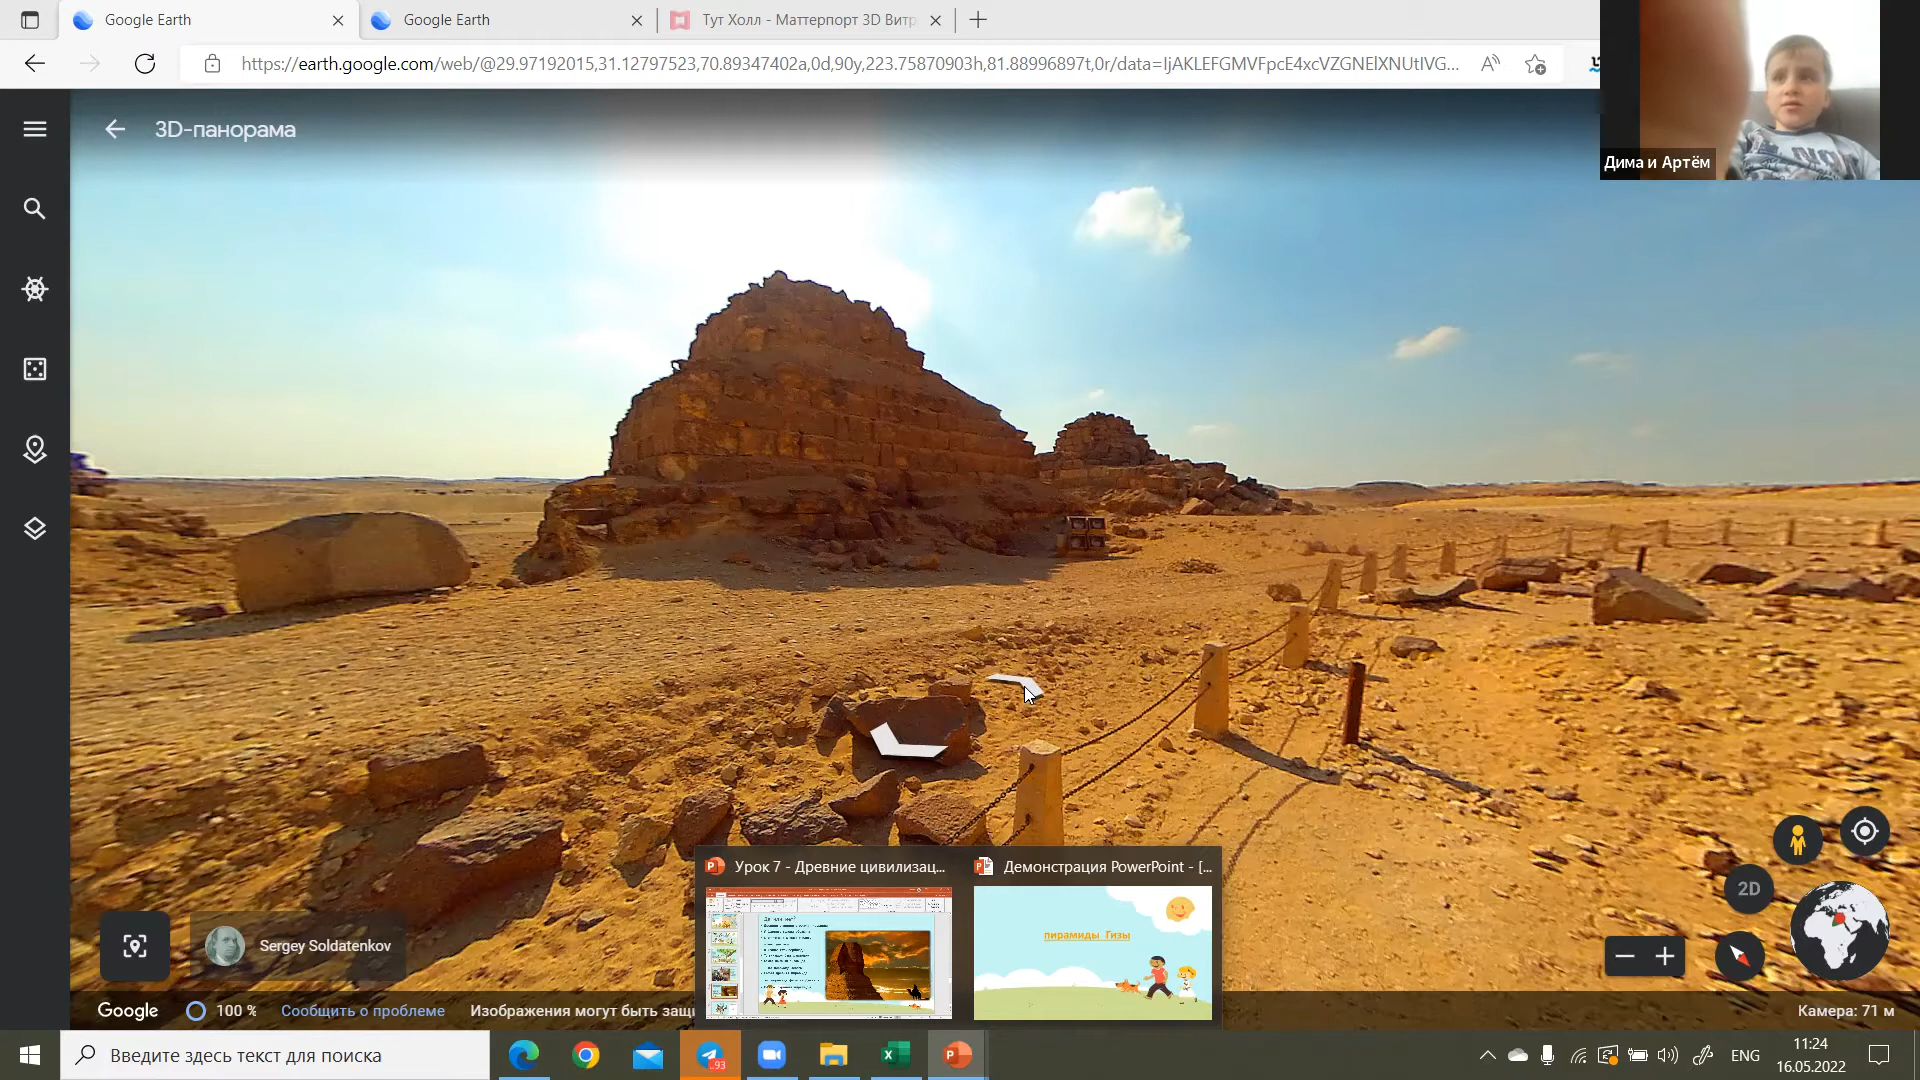 Google Earth
Google Earth
Тут Холл - Маттерпорт 3D Витр
https://earth.google.com/web/@29.97192015,31.12797523,70.89347402a,0d,90y,223.75870903h,81.88996897t,0r/data=IjAKLEFGMVFpcE4xcVZGNElXNUtIVG...
3D-панорама
Дима и Артём
Урок 7 - Древние цивилизац...
Демонстрация PowerPoint - [...
пирамиды Гизы
2D
Sergey Soldatenkov
Google
100 %
Сообщить о проблеме
Изображения могут быть защи
Камера: 71 м
Введите здесь текст для поиска
93
ENG
11:24
16.05.2022